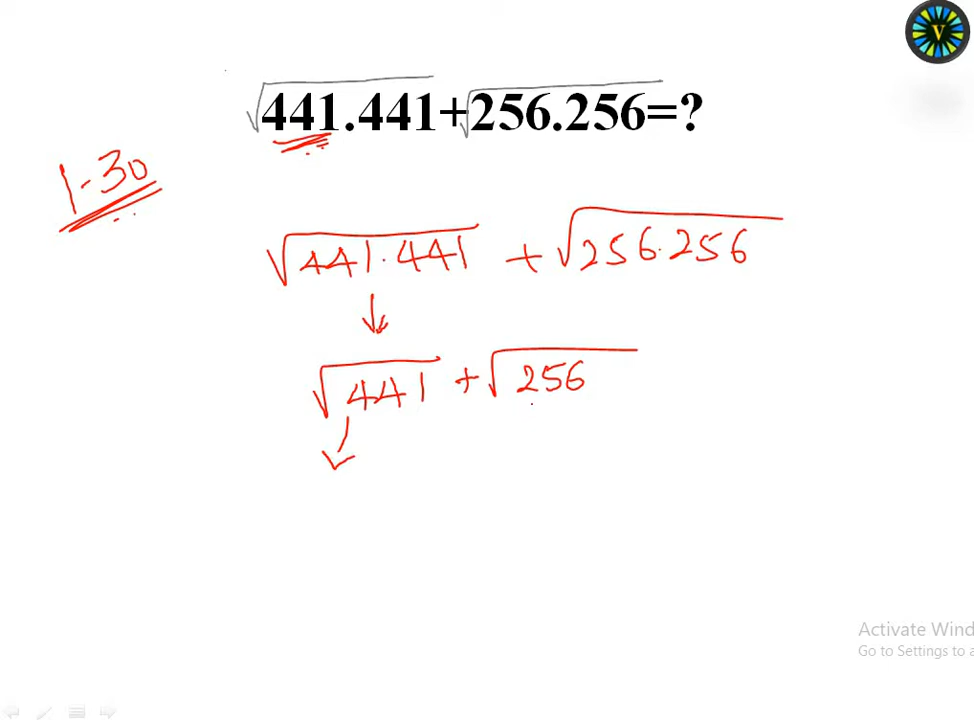 √441.441+√256.256=?
1-30
√441.441 + √256.256
√441 + √256
V
Activate Wind
Go to Settings to a